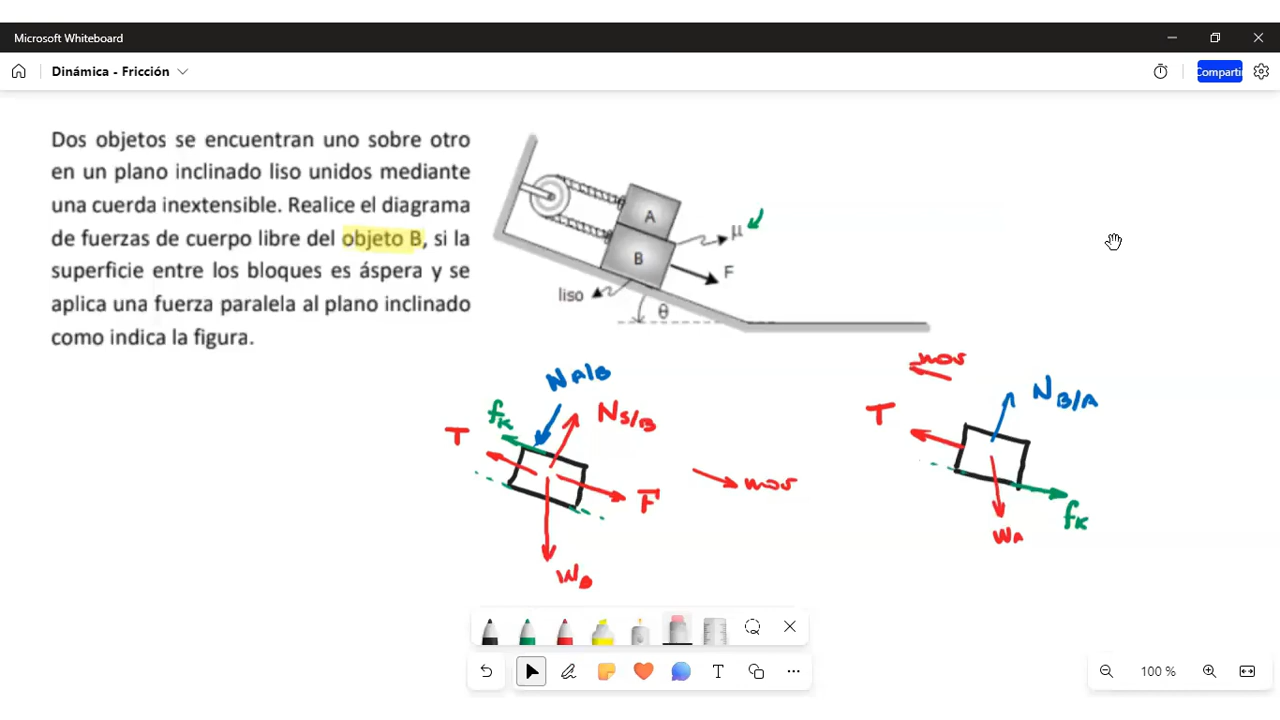 Microsoft Whiteboard
Dinámica - Fricción
Comparti
Dos objetos se encuentran uno sobre otro
en un plano inclinado liso unidos mediante
una cuerda inextensible. Realice el diagrama
de fuerzas de cuerpo libre del objeto B, si la
superficie entre los bloques es áspera y se
aplica una fuerza paralela al plano inclinado
como indica la figura.
A
μ
B
F
liso
θ
N A/B
fk
N S/B
T
F
mov
WB
mov
T
N B/A
fk
WA
100 %